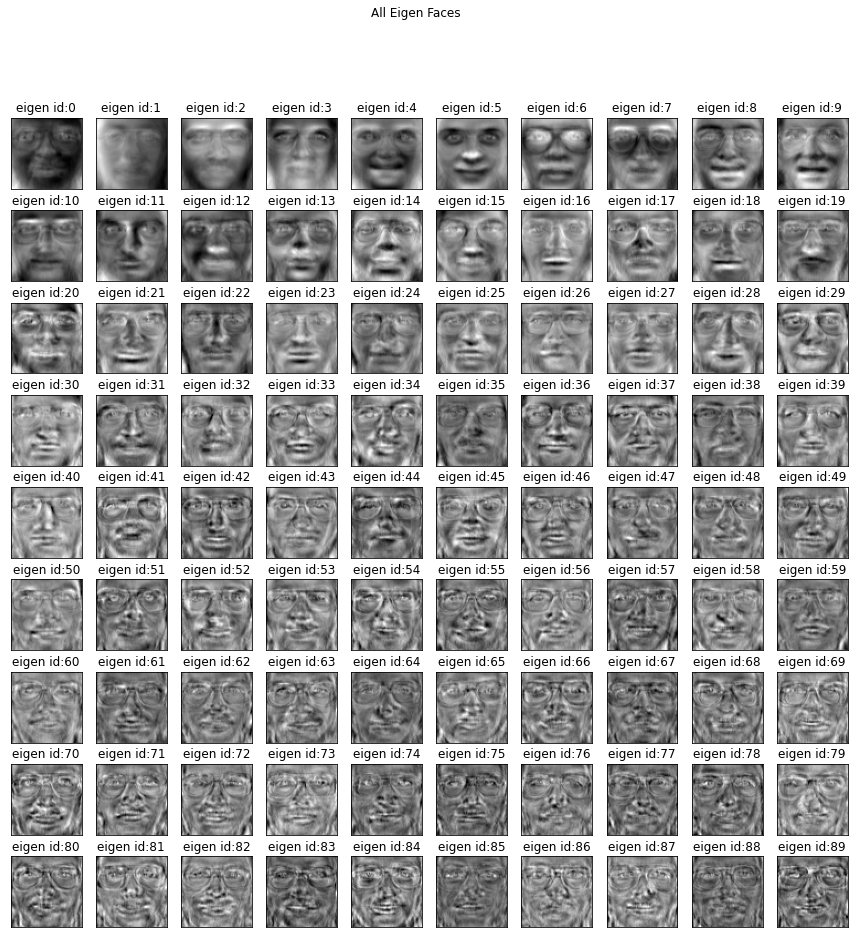 All Eigen Faces
eigen id:0 eigen id:1 eigen id:2 eigen id:3 eigen id:4 eigen id:5 eigen id:6 eigen id:7 eigen id:8 eigen id:9
eigen id:10 eigen id:11 eigen id:12 eigen id:13 eigen id:14 eigen id:15 eigen id:16 eigen id:17 eigen id:18 eigen id:19
eigen id:20 eigen id:21 eigen id:22 eigen id:23 eigen id:24 eigen id:25 eigen id:26 eigen id:27 eigen id:28 eigen id:29
eigen id:30 eigen id:31 eigen id:32 eigen id:33 eigen id:34 eigen id:35 eigen id:36 eigen id:37 eigen id:38 eigen id:39
eigen id:40 eigen id:41 eigen id:42 eigen id:43 eigen id:44 eigen id:45 eigen id:46 eigen id:47 eigen id:48 eigen id:49
eigen id:50 eigen id:51 eigen id:52 eigen id:53 eigen id:54 eigen id:55 eigen id:56 eigen id:57 eigen id:58 eigen id:59
eigen id:60 eigen id:61 eigen id:62 eigen id:63 eigen id:64 eigen id:65 eigen id:66 eigen id:67 eigen id:68 eigen id:69
eigen id:70 eigen id:71 eigen id:72 eigen id:73 eigen id:74 eigen id:75 eigen id:76 eigen id:77 eigen id:78 eigen id:79
eigen id:80 eigen id:81 eigen id:82 eigen id:83 eigen id:84 eigen id:85 eigen id:86 eigen id:87 eigen id:88 eigen id:89